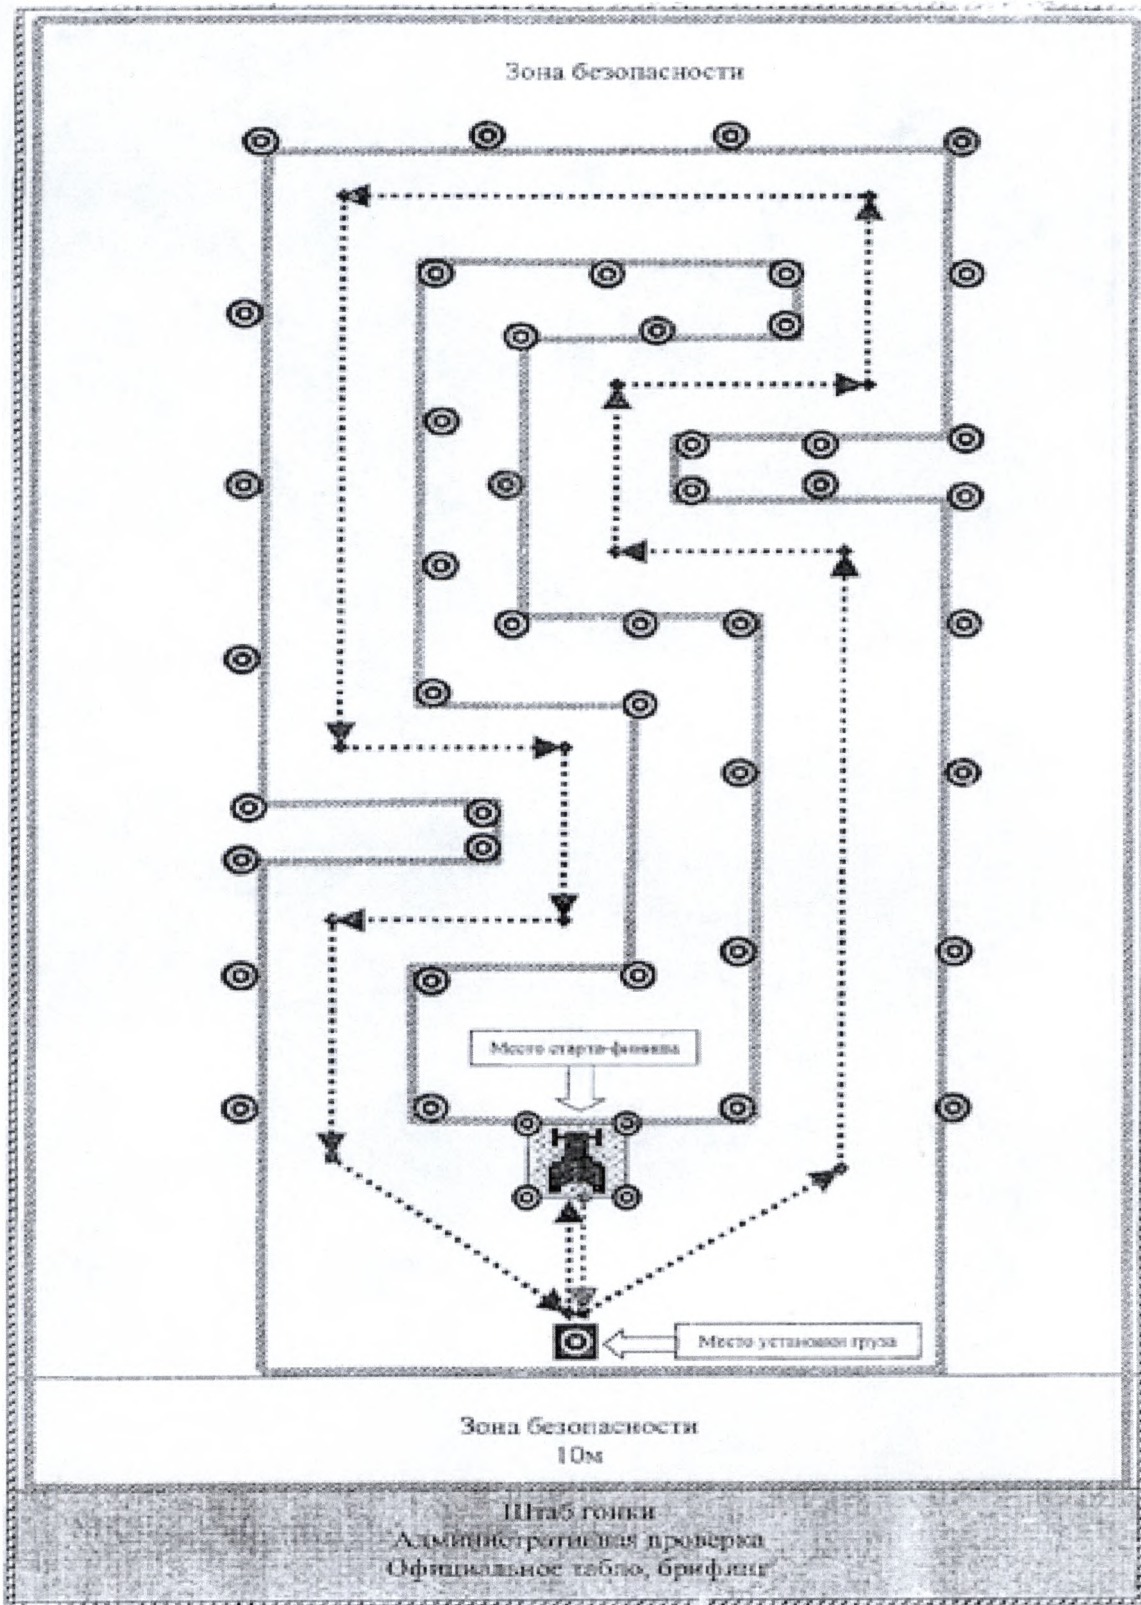 Зона безопасности
Место старта-финиша
Место установки груза
Зона безопасности
10м
Штаб гонки
Административная проверка
Официальное табло, брифинг